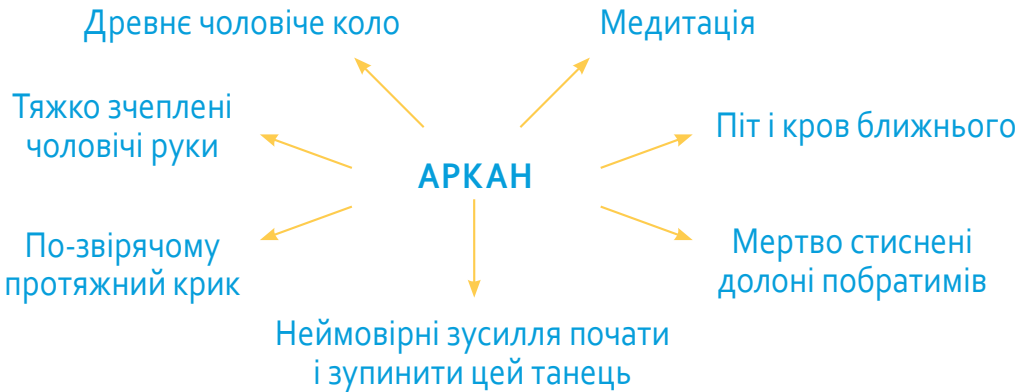 Древнє чоловіче коло
Медитація
Тяжко зчеплені
чоловічі руки
Піт і кров ближнього
АРКАН
По-звірячому
протяжний крик
Мертво стиснені
долоні побратимів
Неймовірні зусилля почати
і зупинити цей танець